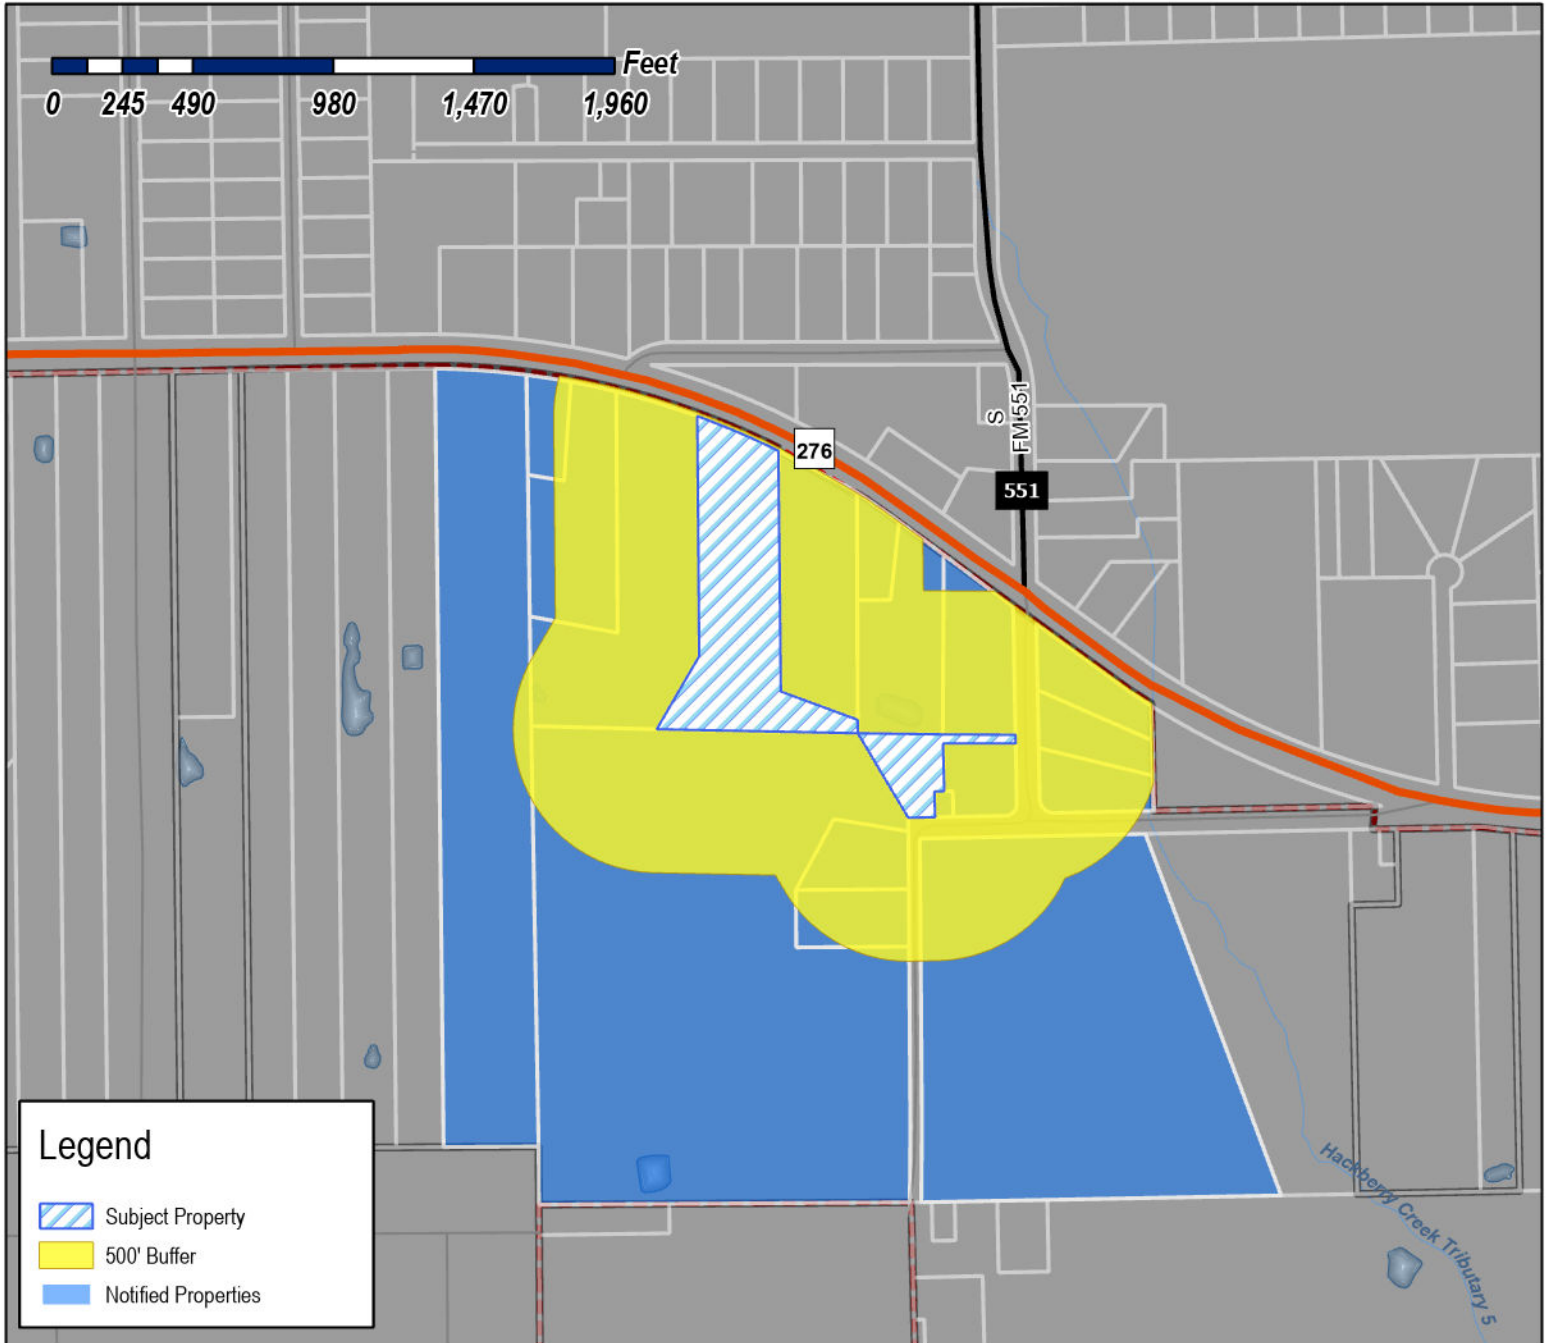 Feet
0 245 490 980 1,470 1,960
S
FM 551
276
551
Legend
Subject Property
500' Buffer
Notified Properties
Hackberry Creek Tributary 5